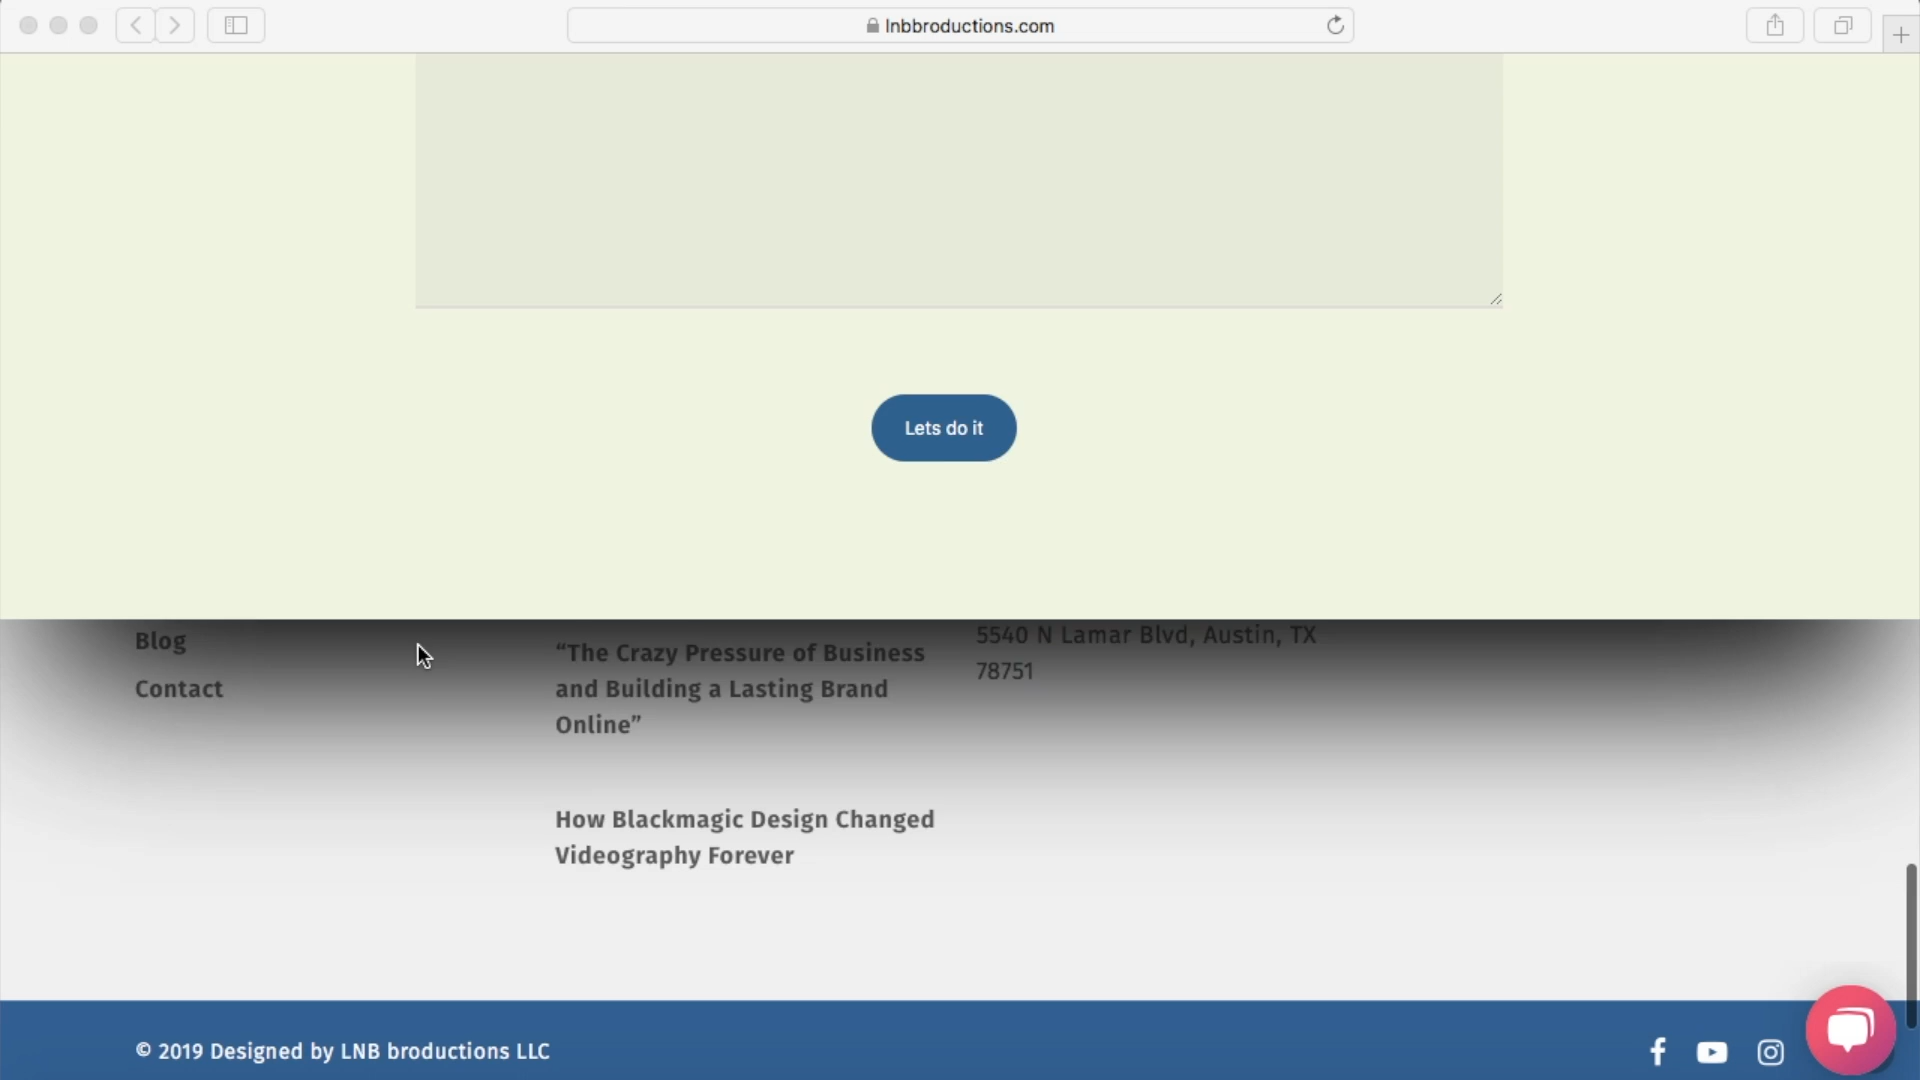 lnbbroductions.com
Lets do it
Blog
Contact
“The Crazy Pressure of Business
and Building a Lasting Brand
Online”
How Blackmagic Design Changed
Videography Forever
5540 N Lamar Blvd, Austin, TX
78751
© 2019 Designed by LNB broductions LLC